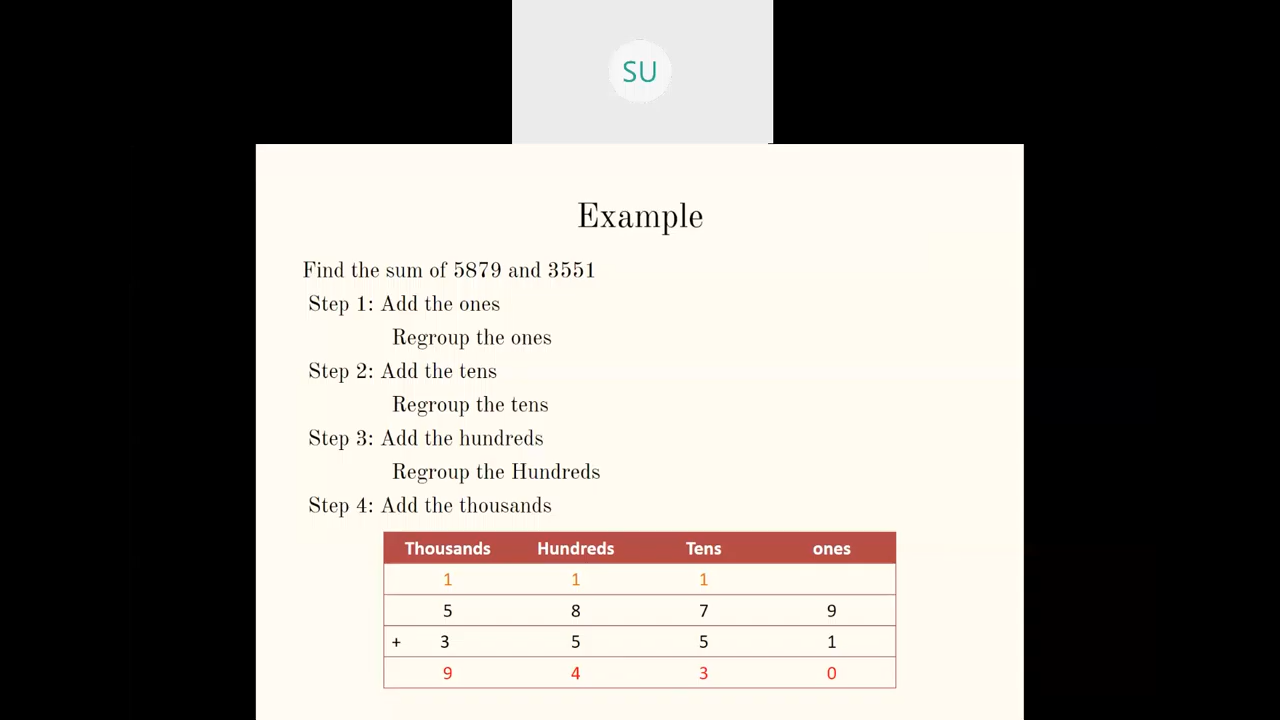 SU
Example
Find the sum of 5879 and 3551
Step 1: Add the ones
Regroup the ones
Step 2: Add the tens
Regroup the tens
Step 3: Add the hundreds
Regroup the Hundreds
Step 4: Add the thousands
Thousands Hundreds Tens ones
1 1 1
5 8 7 9
+ 3 5 5 1
9 4 3 0